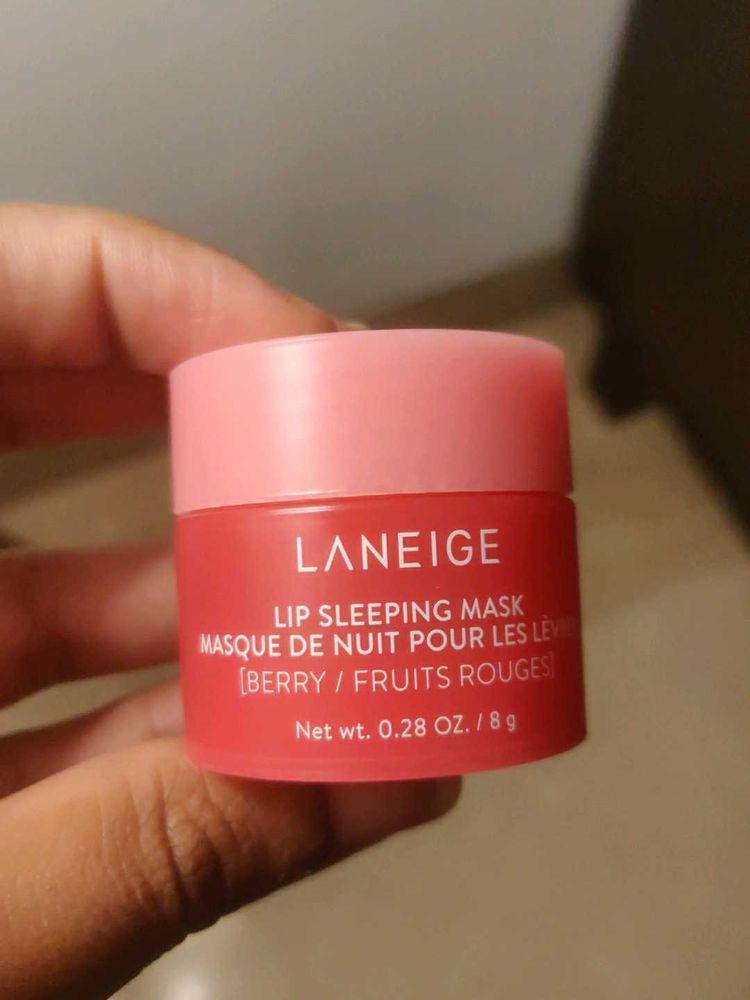 LANEIGE
LIP SLEEPING MASK
MASQUE DE NUIT POUR LES
[BERRY / FRUITS ROUGES]
Net wt. 0.28 OZ. / 8 g